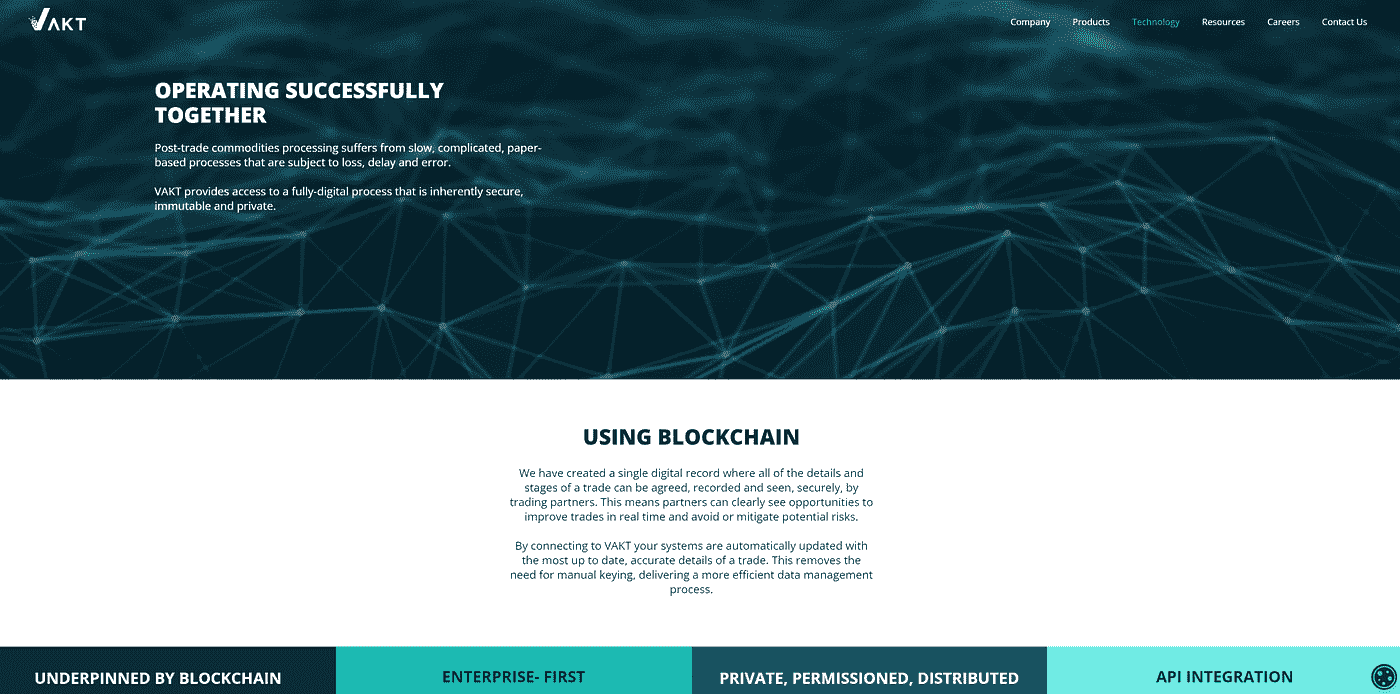 VAKT
Company Products Technology Resources Careers Contact Us
OPERATING SUCCESSFULLY
TOGETHER
Post-trade commodities processing suffers from slow, complicated, paper-
based processes that are subject to loss, delay and error.
VAKT provides access to a fully-digital process that is inherently secure,
immutable and private.
USING BLOCKCHAIN
We have created a single digital record where all of the details and
stages of a trade can be agreed, recorded and seen, securely, by
trading partners. This means partners can clearly see opportunities to
improve trades in real time and avoid or mitigate potential risks.
By connecting to VAKT your systems are automatically updated with
the most up to date, accurate details of a trade. This removes the
need for manual keying, delivering a more efficient data management
process.
UNDERPINNED BY BLOCKCHAIN
ENTERPRISE- FIRST
PRIVATE, PERMISSIONED, DISTRIBUTED
API INTEGRATION